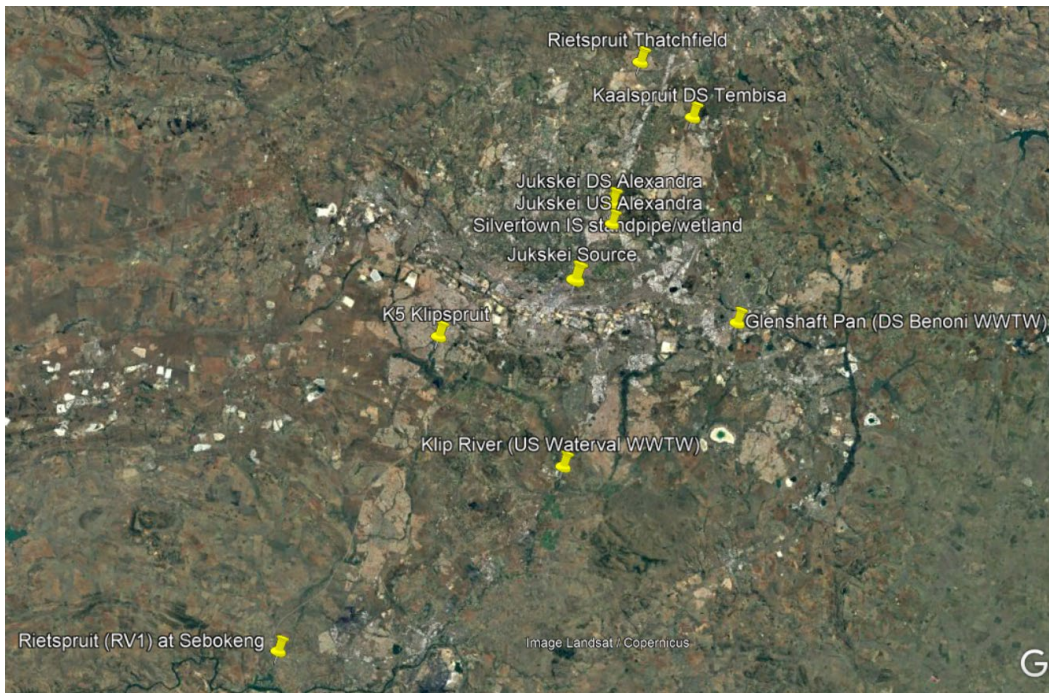 Rietspruit Thatchfield
Kaalspruit DS Tembisa
Jukskei DS Alexandra
Jukskei US Alexandra
Silvertown IS standpipe/wetland
Jukskei Source
K5 Klipspruit
Glenshaft Pan (DS Benoni WWTW)
Klip River (US Waterval WWTW)
Rietspruit (RV1) at Sebokeng
Image Landsat / Copernicus
G